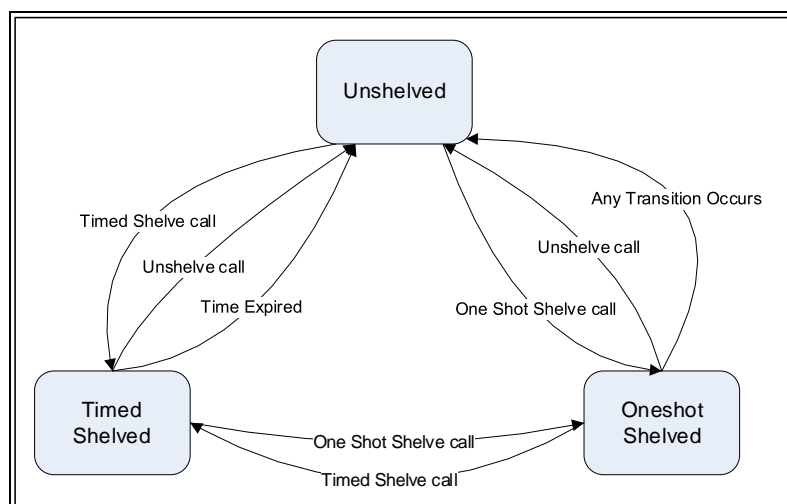 Unshelved
Any Transition Occurs
Timed Shelve call
Unshelve call
Unshelve call
Time Expired
One Shot Shelve call
Timed
Shelved
Oneshot
Shelved
One Shot Shelve call
Timed Shelve call